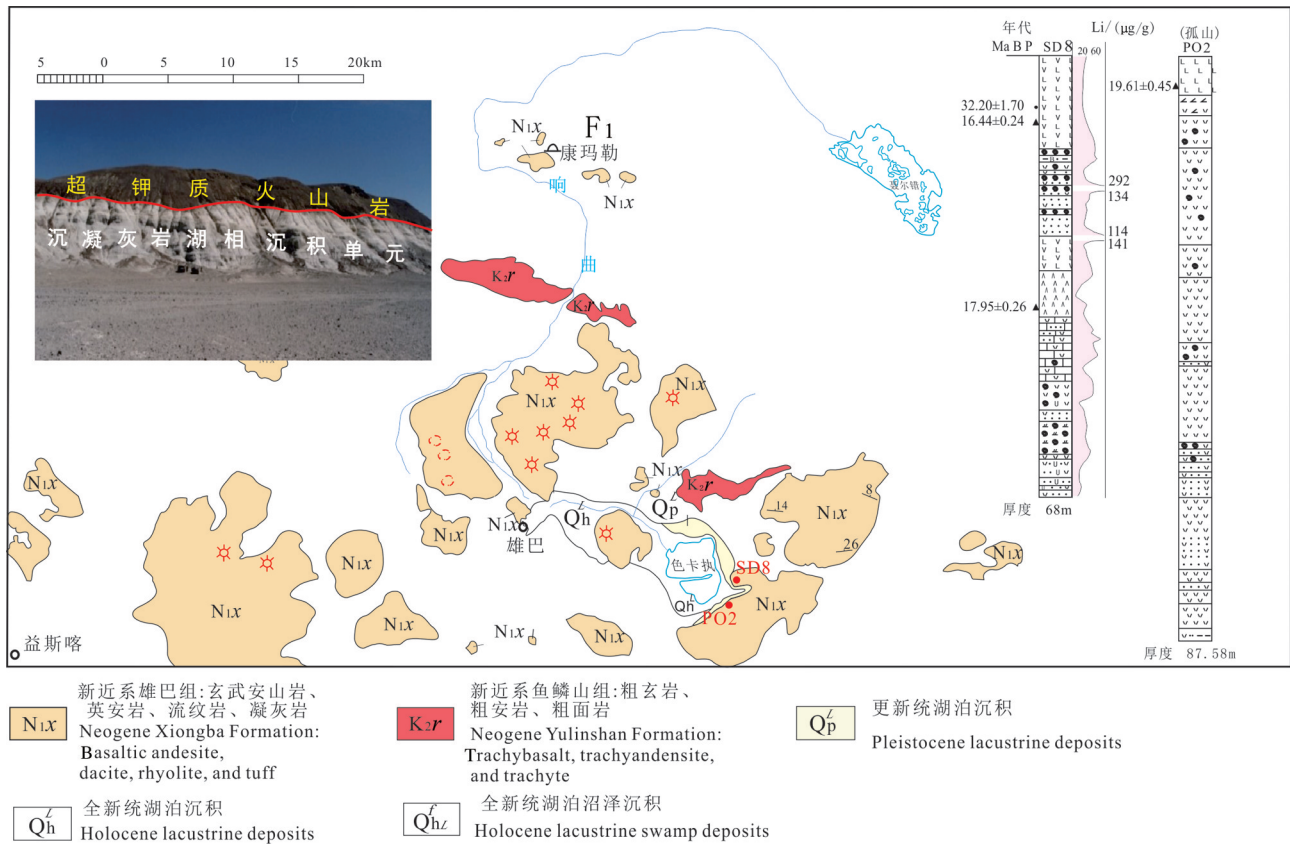 5 0 5 10 15 20km
超钾质火山岩
沉凝灰岩湖相沉积单元
N₁x
F₁
康玛勒
N₁x
响
曲
K₂r
K₂r
N₁x
N₁x
N₁x
N₁x
K₂r
N₁x
N₁x
雄巴
Qhᴸ
Qpᴸ
8
14
26
N₁x
N₁x
色卡执
Qhᴸ
SD8
PO2
N₁x
N₁x
N₁x
N₁x
N₁x
N₁x
N₁x
益斯喀
年代
Ma B P
SD8
Li/(μg/g)
20 60
32.20±1.70
16.44±0.24
292
134
114
141
17.95±0.26
厚度 68m
(孤山)
PO2
19.61±0.45
厚度 87.58m
N₁x
新近系雄巴组:玄武安山岩、
英安岩、流纹岩、凝灰岩
Neogene Xiongba Formation:
Basaltic andesite,
dacite, rhyolite, and tuff
K₂r
新近系鱼鳞山组:粗玄岩、
粗安岩、粗面岩
Neogene Yulinshan Formation:
Trachybasalt, trachyandensite,
and trachyte
Qpᴸ
更新统湖泊沉积
Pleistocene lacustrine deposits
Qhᴸ
全新统湖泊沉积
Holocene lacustrine deposits
Qhʟᶠ
全新统湖泊沼泽沉积
Holocene lacustrine swamp deposits